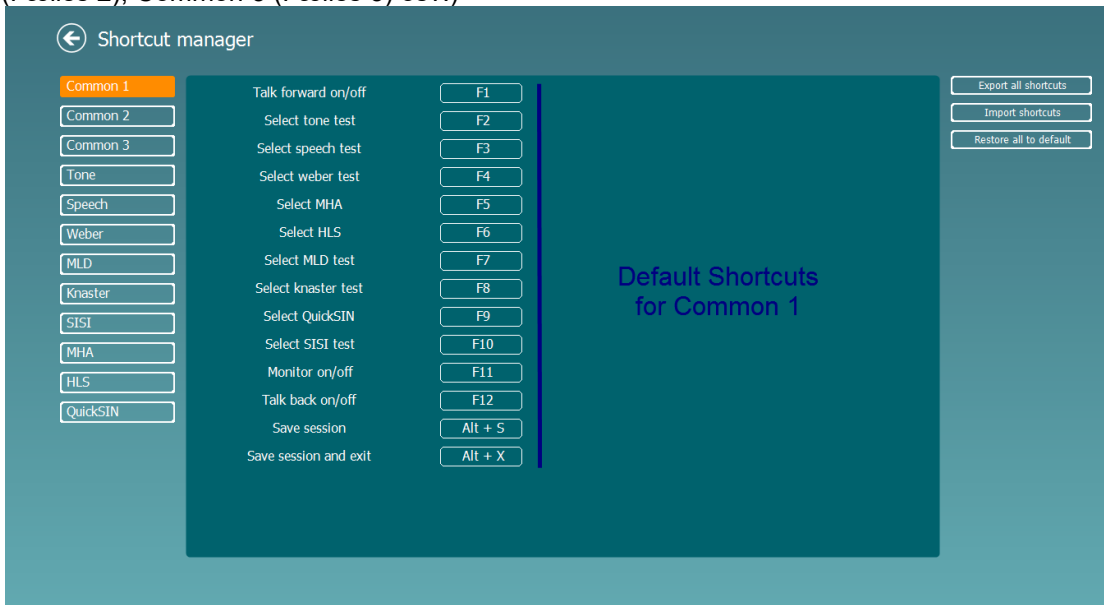 Shortcut manager
Common 1
Common 2
Common 3
Tone
Speech
Weber
MLD
Knaster
SISI
MHA
HLS
QuickSIN
Talk forward on/off F1
Select tone test F2
Select speech test F3
Select weber test F4
Select MHA F5
Select HLS F6
Select MLD test F7
Select knaster test F8
Select QuickSIN F9
Select SISI test F10
Monitor on/off F11
Talk back on/off F12
Save session Alt + S
Save session and exit Alt + X
Default Shortcuts
for Common 1
Export all shortcuts
Import shortcuts
Restore all to default